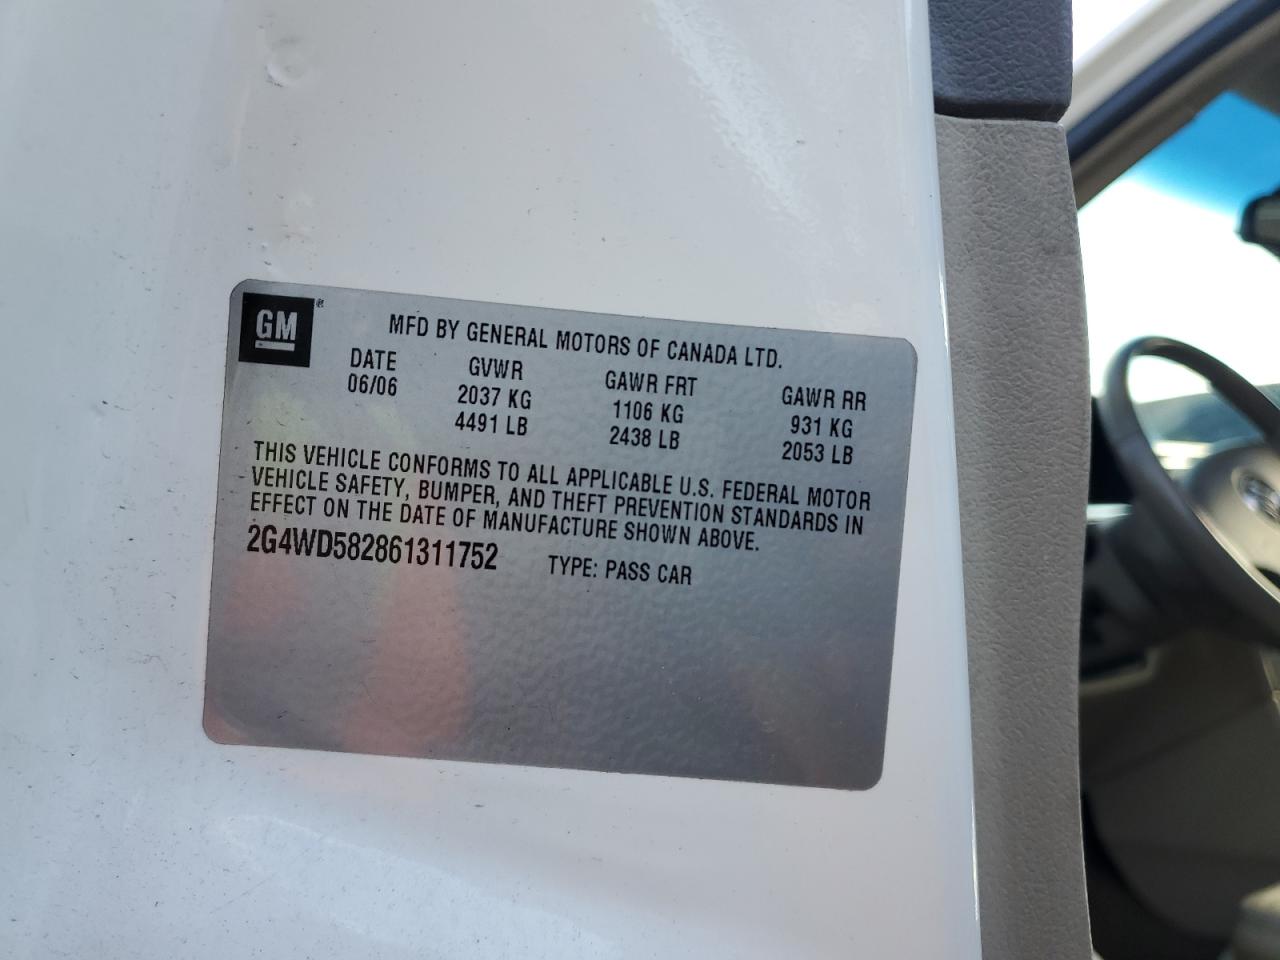 GM ®
MFD BY GENERAL MOTORS OF CANADA LTD.
DATE GVWR GAWR FRT GAWR RR
06/06 2037 KG 1106 KG 931 KG
4491 LB 2438 LB 2053 LB
THIS VEHICLE CONFORMS TO ALL APPLICABLE U.S. FEDERAL MOTOR
VEHICLE SAFETY, BUMPER, AND THEFT PREVENTION STANDARDS IN
EFFECT ON THE DATE OF MANUFACTURE SHOWN ABOVE.
2G4WD582861311752 TYPE: PASS CAR